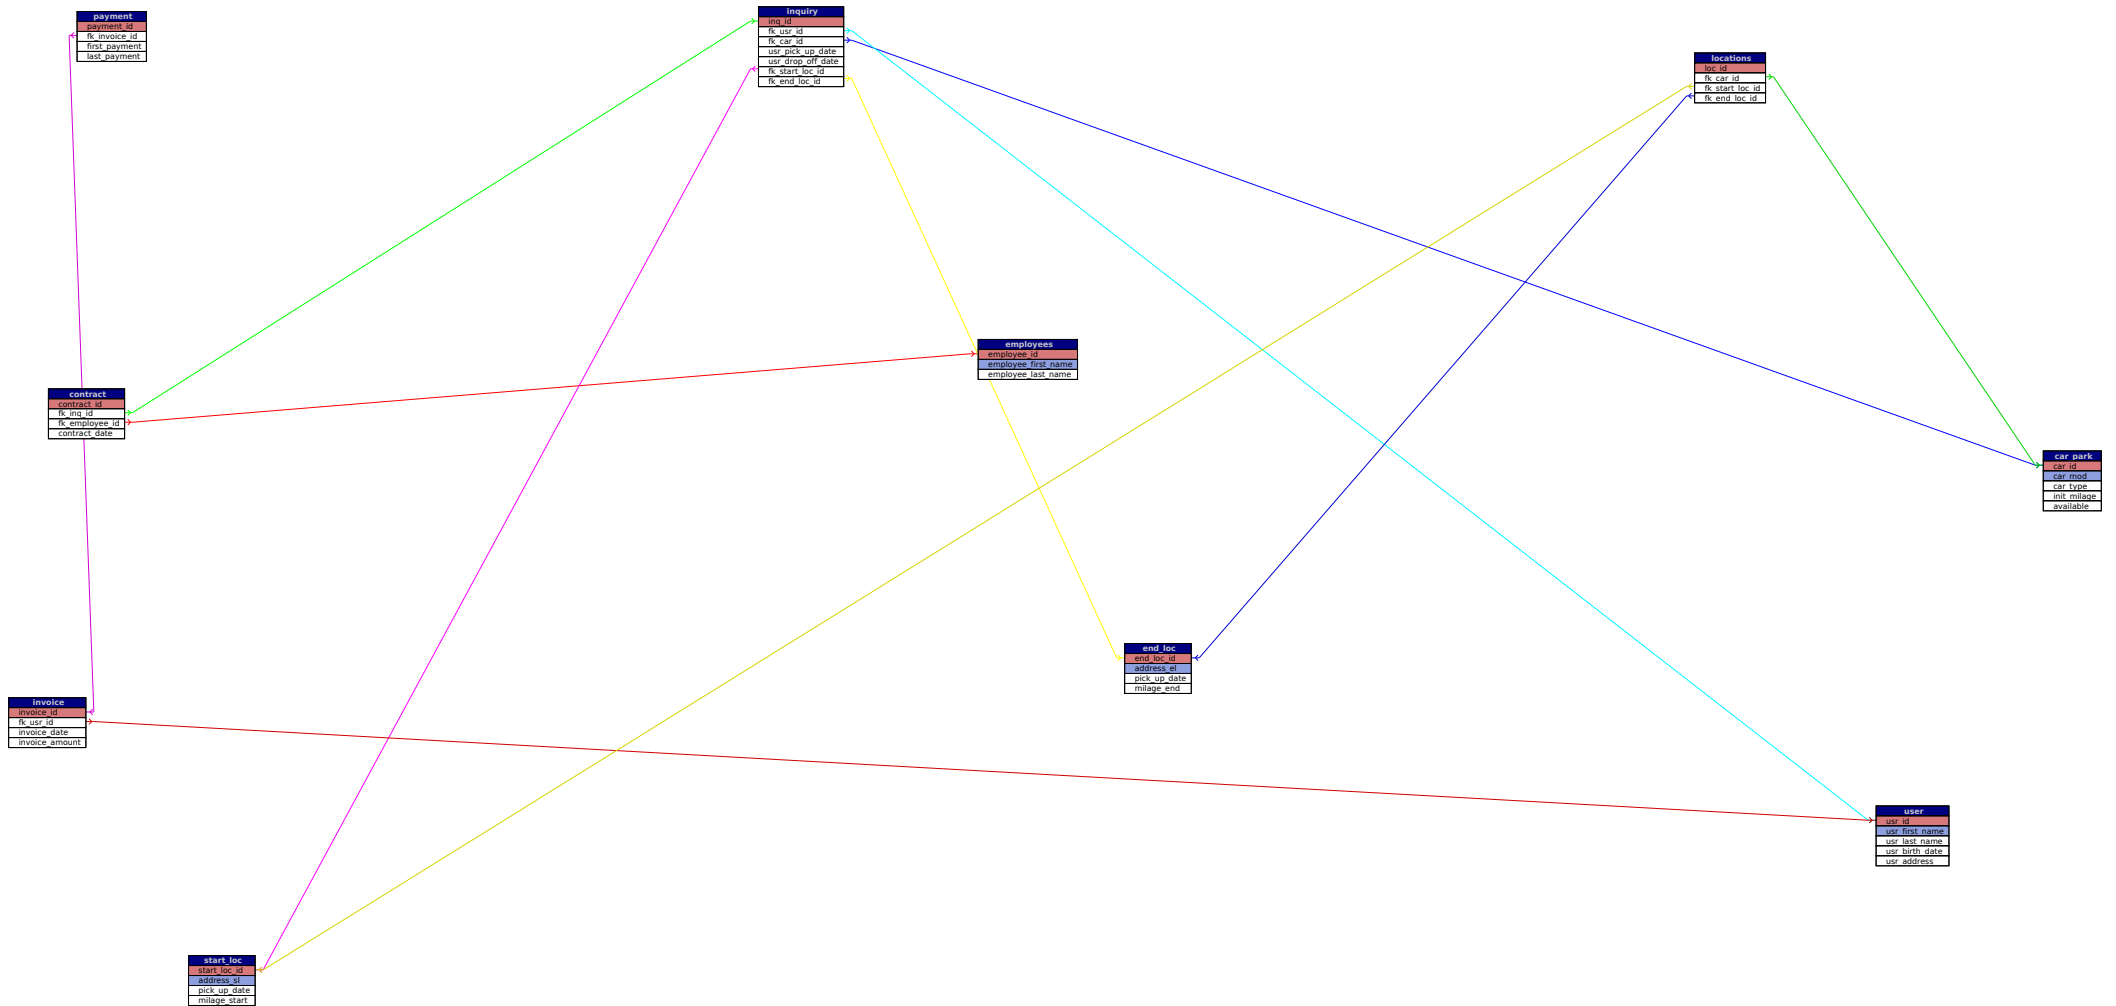 payment
payment_id
fk_invoice_id
first_payment
last_payment
inquiry
inq_id
fk_usr_id
fk_car_id
usr_pick_up_date
usr_drop_off_date
fk_start_loc_id
fk_end_loc_id
locations
loc_id
fk_car_id
fk_start_loc_id
fk_end_loc_id
employees
employee_id
employee_first_name
employee_last_name
contract
contract_id
fk_inq_id
fk_employee_id
contract_date
car_park
car_id
car_mod
car_type
init_milage
available
end_loc
end_loc_id
address_el
pick_up_date
milage_end
invoice
invoice_id
fk_usr_id
invoice_date
invoice_amount
user
usr_id
usr_first_name
usr_last_name
usr_birth_date
usr_address
start_loc
start_loc_id
address_sl
pick_up_date
milage_start